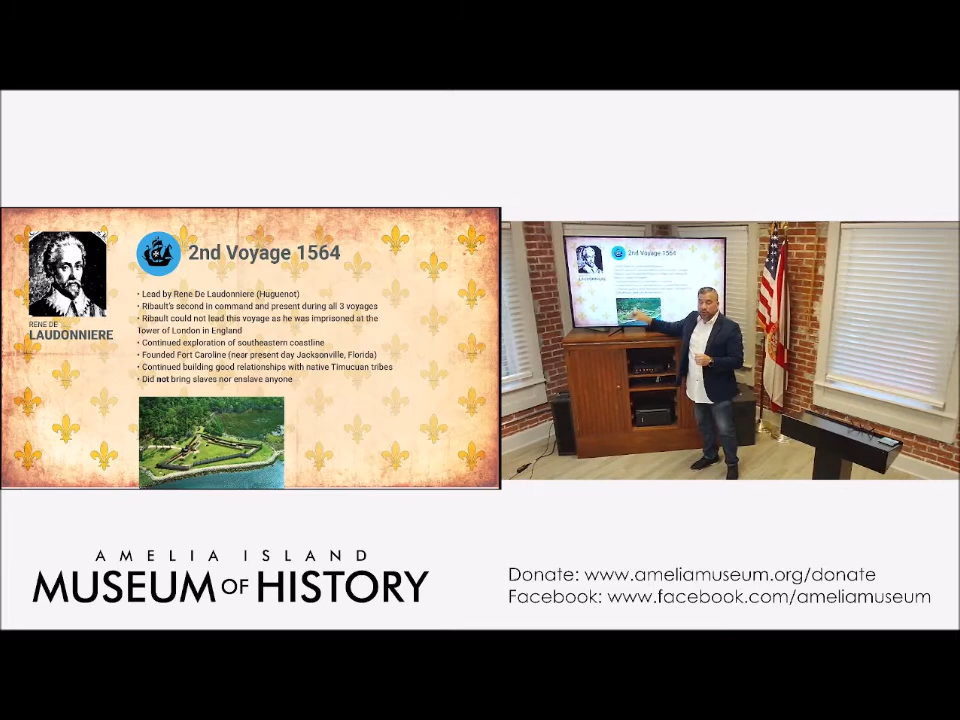 2nd Voyage 1564
RENE DE
LAUDONNIERE
• Lead by Rene De Laudonniere (Huguenot)
• Ribault's second in command and present during all 3 voyages
• Ribault could not lead this voyage as he was imprisoned at the
Tower of London in England
• Continued exploration of southeastern coastline
• Founded Fort Caroline (near present day Jacksonville, Florida)
• Continued building good relationships with native Timucuan tribes
• Did not bring slaves nor enslave anyone
2nd Voyage 1564
AMELIA ISLAND
MUSEUM OF HISTORY
Donate: www.ameliamuseum.org/donate
Facebook: www.facebook.com/ameliamuseum